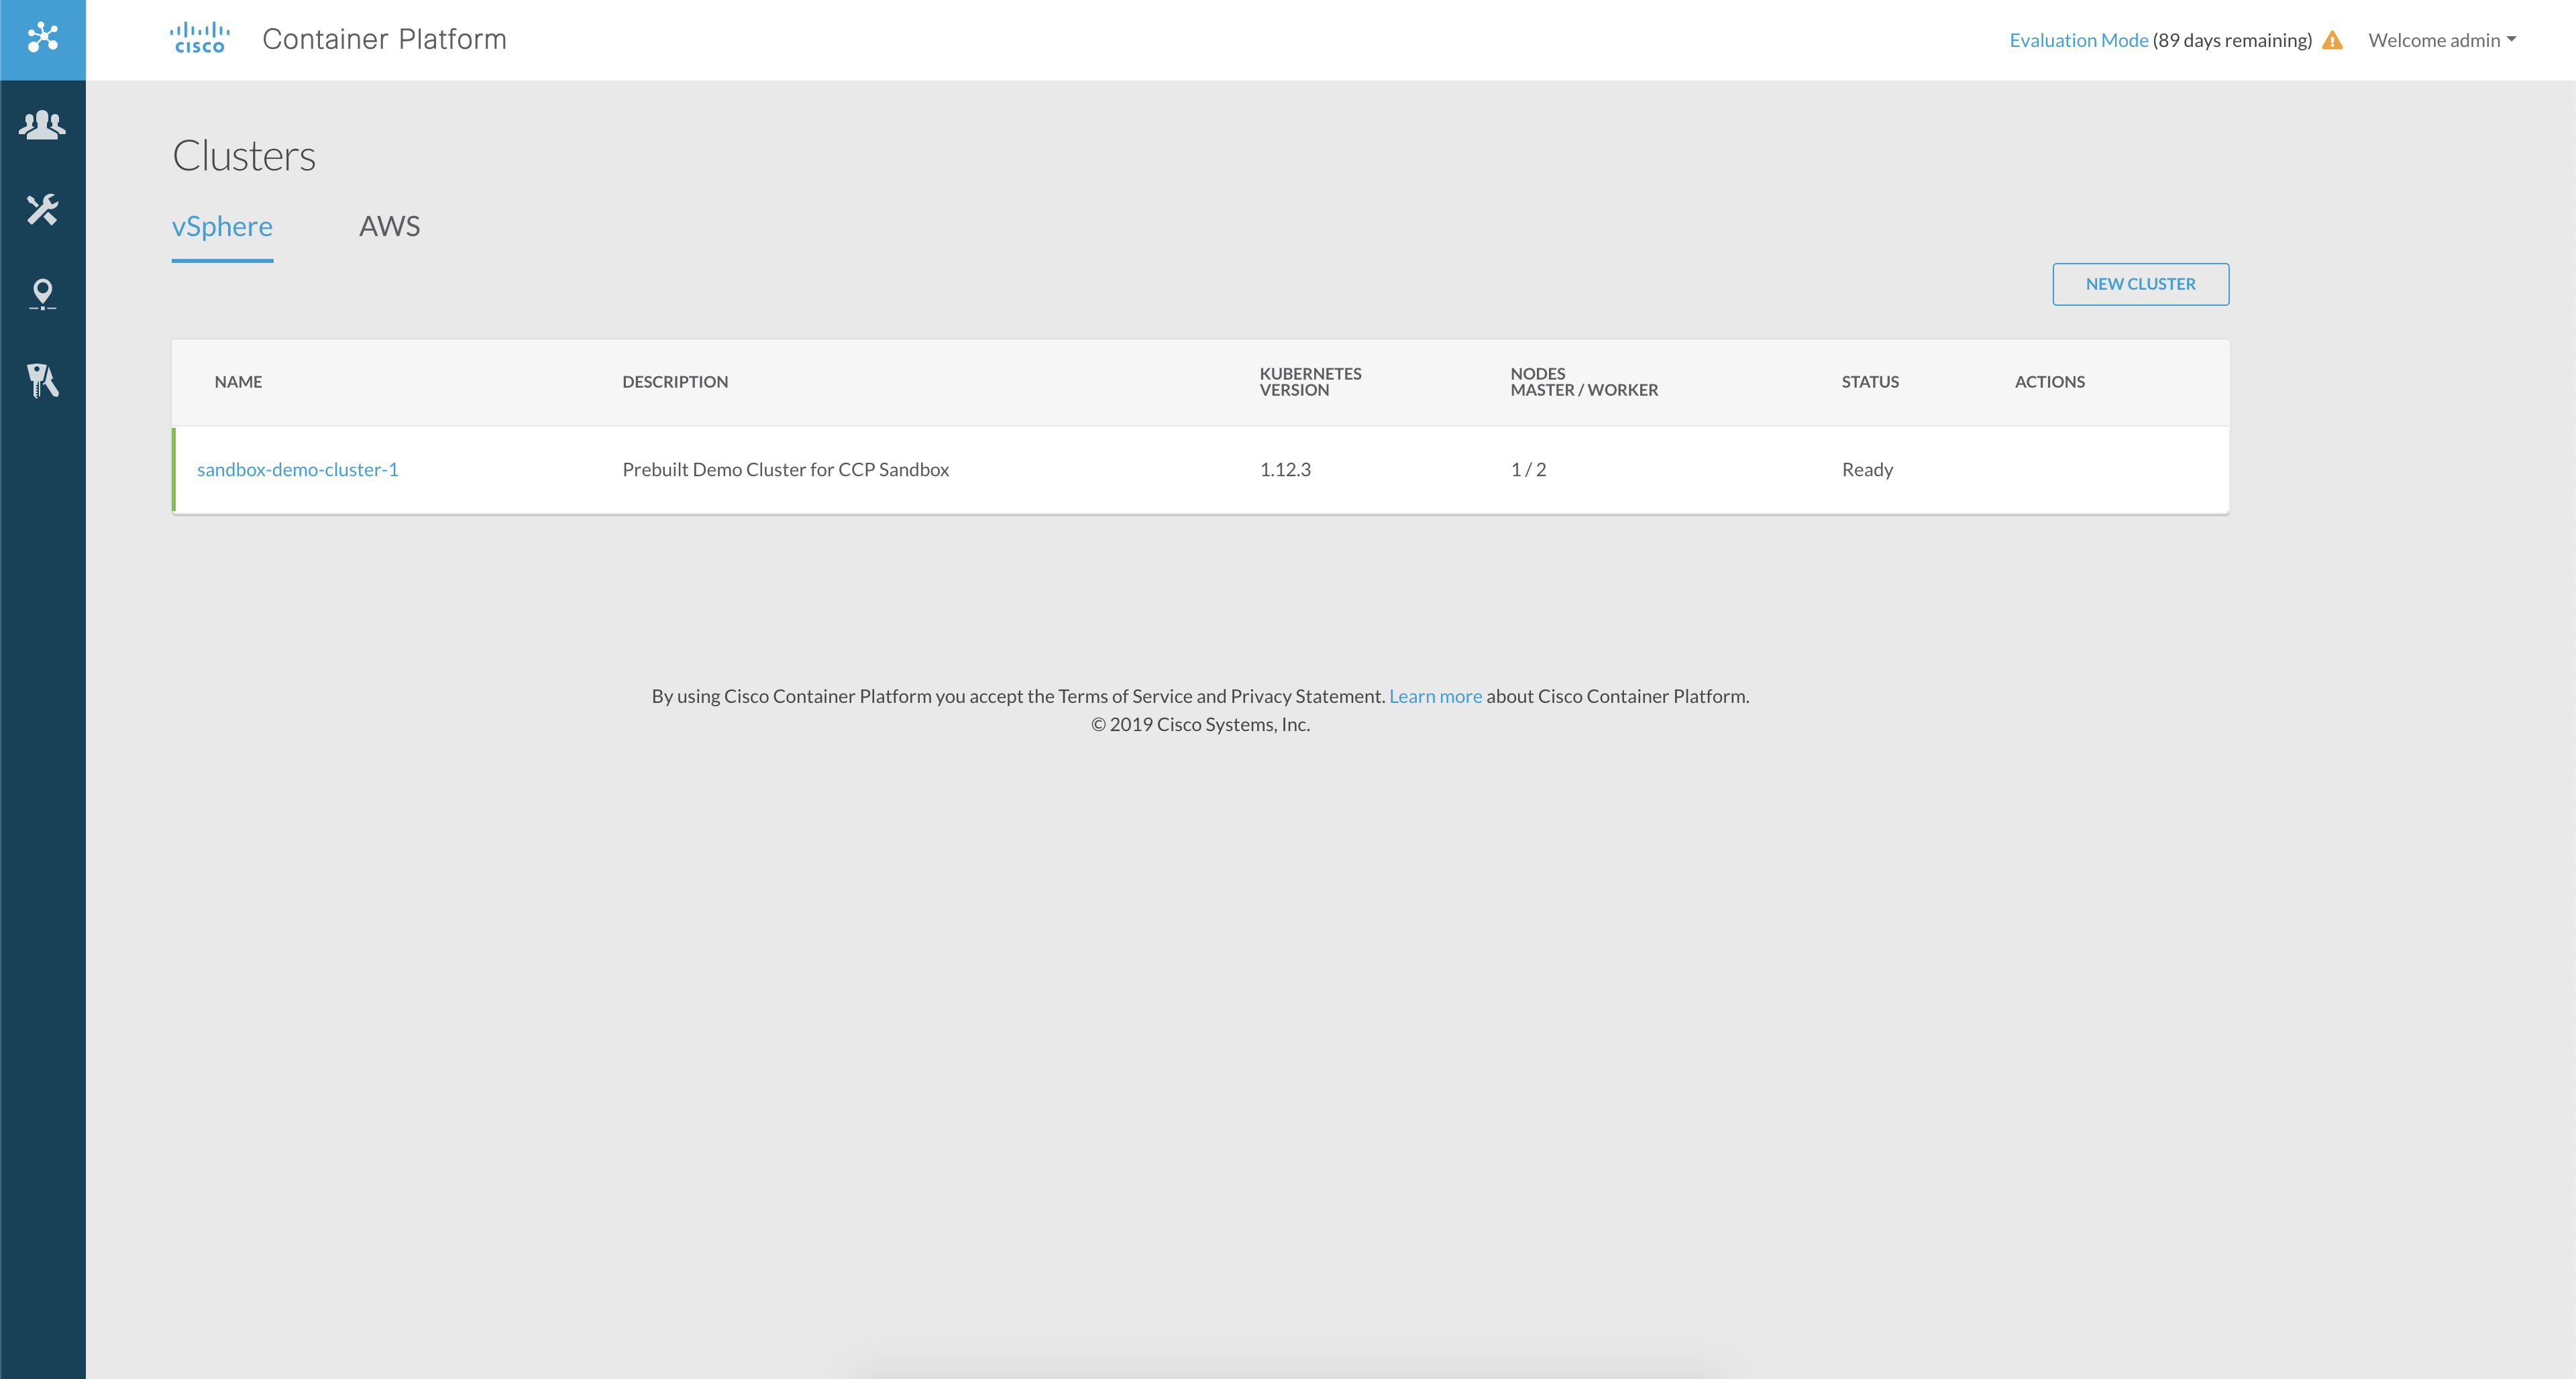 CISCO Container Platform
Evaluation Mode (89 days remaining) Welcome admin
Clusters
vSphere AWS
NEW CLUSTER
NAME DESCRIPTION KUBERNETES VERSION NODES MASTER / WORKER STATUS ACTIONS
sandbox-demo-cluster-1 Prebuilt Demo Cluster for CCP Sandbox 1.12.3 1 / 2 Ready
By using Cisco Container Platform you accept the Terms of Service and Privacy Statement. Learn more about Cisco Container Platform.
© 2019 Cisco Systems, Inc.